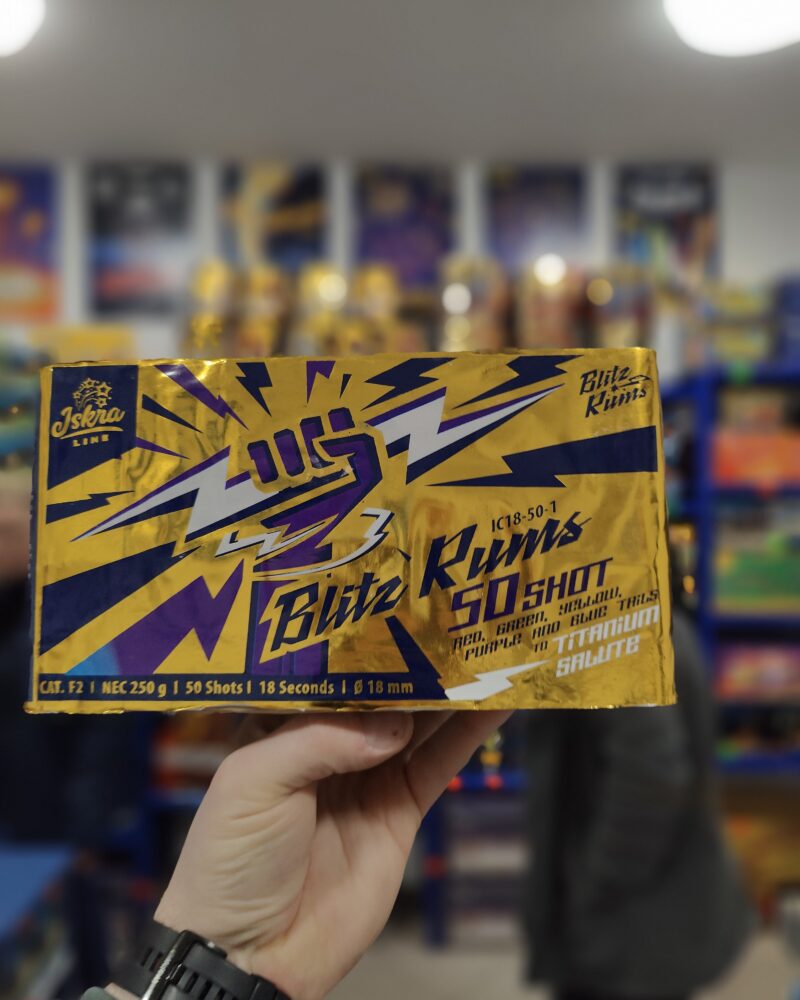 Iskra
LINE
Blitz
Rums
IC18-50-1
Blitz Rums
50 SHOT
RED, GREEN, YELLOW,
PURPLE AND BLUE TAILS
TO TITANIUM
SALUTE
CAT. F2 | NEC 250 g | 50 Shots | 18 Seconds | Ø 18 mm